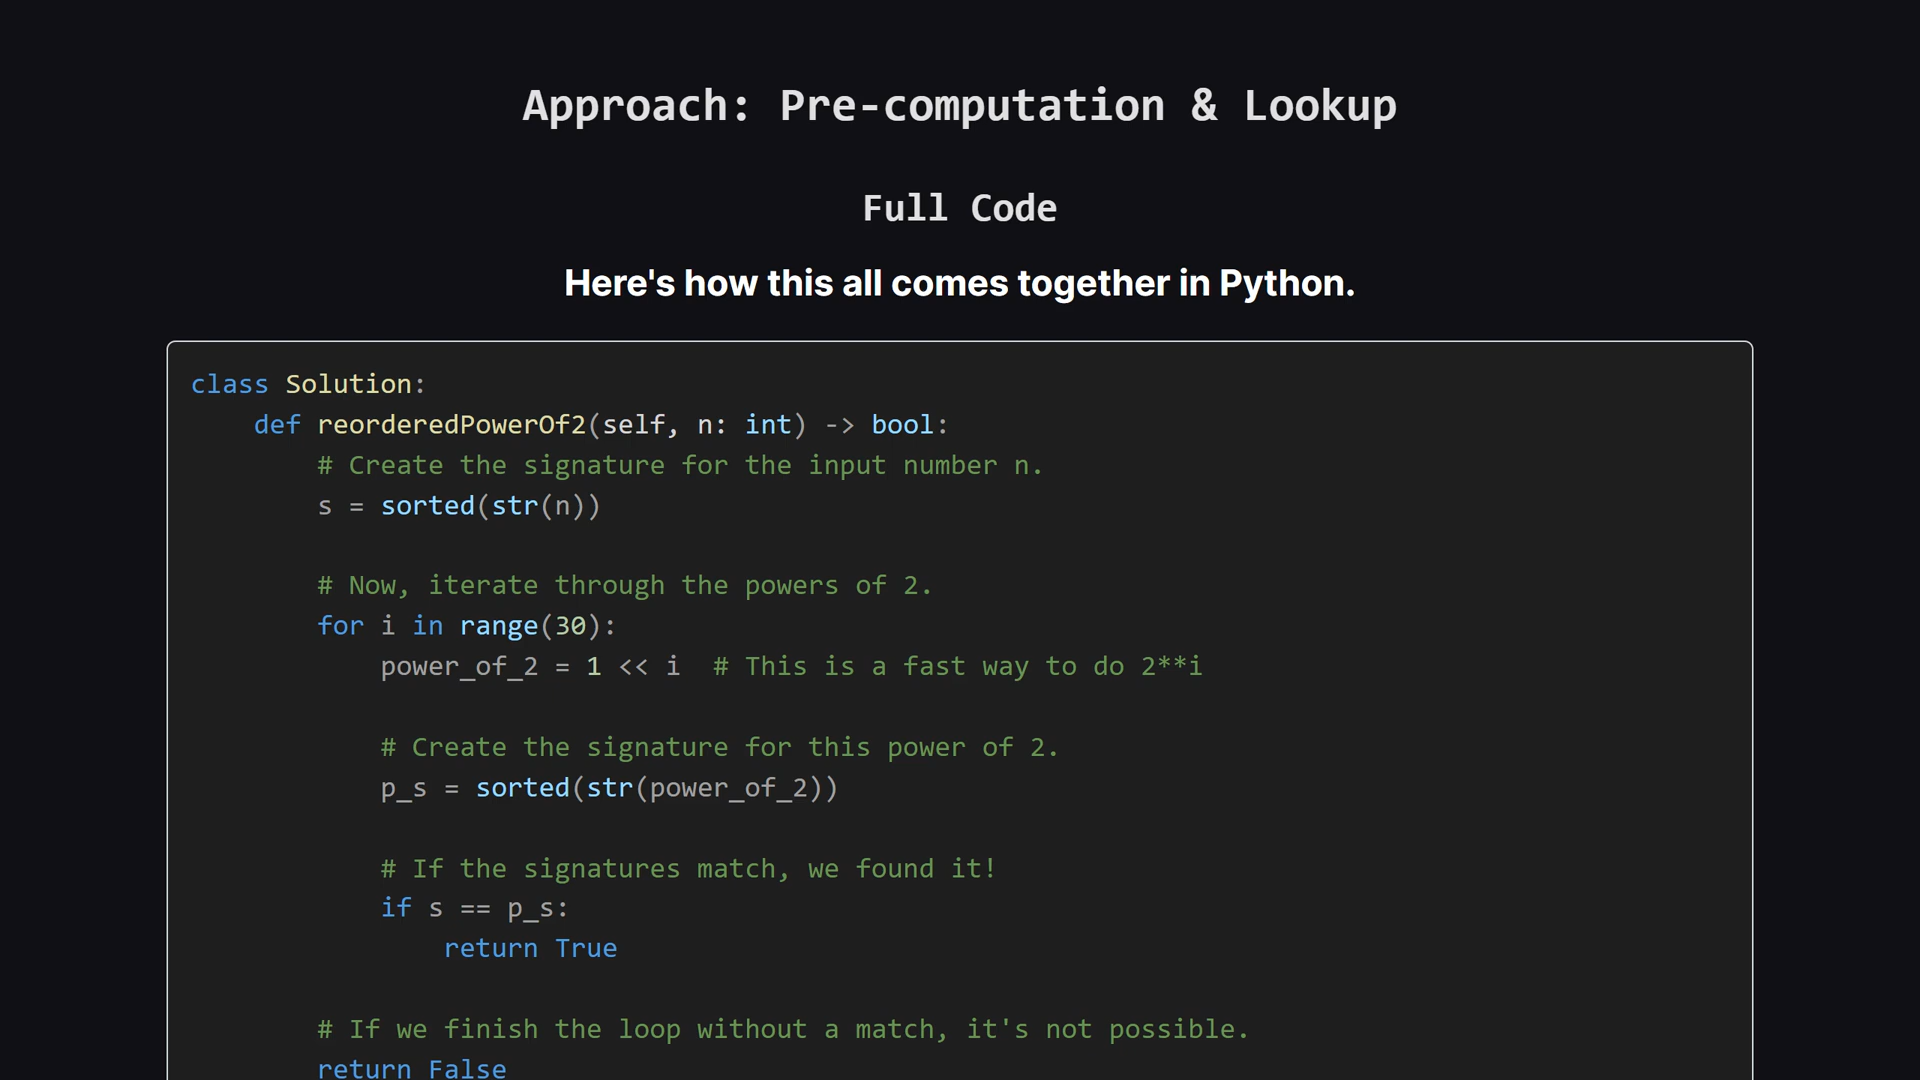 Approach: Pre-computation & Lookup
Full Code
Here's how this all comes together in Python.
class Solution:
    def reorderedPowerOf2(self, n: int) -> bool:
        # Create the signature for the input number n.
        s = sorted(str(n))
        # Now, iterate through the powers of 2.
        for i in range(30):
            power_of_2 = 1 << i  # This is a fast way to do 2**i
            # Create the signature for this power of 2.
            p_s = sorted(str(power_of_2))
            # If the signatures match, we found it!
            if s == p_s:
                return True
        # If we finish the loop without a match, it's not possible.
        return False